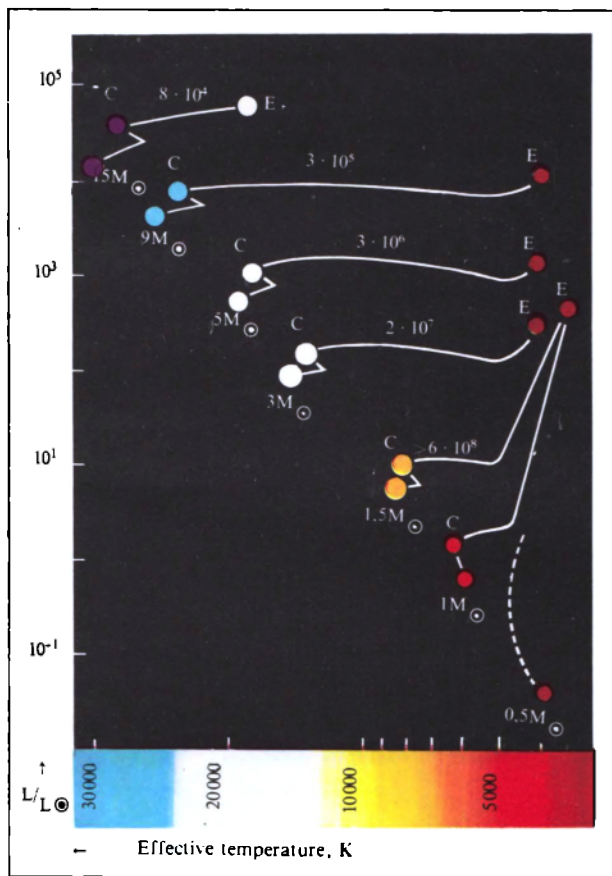 10⁵
C
8 · 10⁴
E
15M ⊙
C
3 · 10⁵
E
9M ⊙
10³
C
3 · 10⁶
E
E
5M ⊙
C
2 · 10⁷
E
3M ⊙
10¹
C
>6 · 10⁸
1,5M ⊙
C
1M ⊙
10⁻¹
0,5M ⊙
↑
L/L⊙
30000
20000
10000
5000
← Effective temperature, K